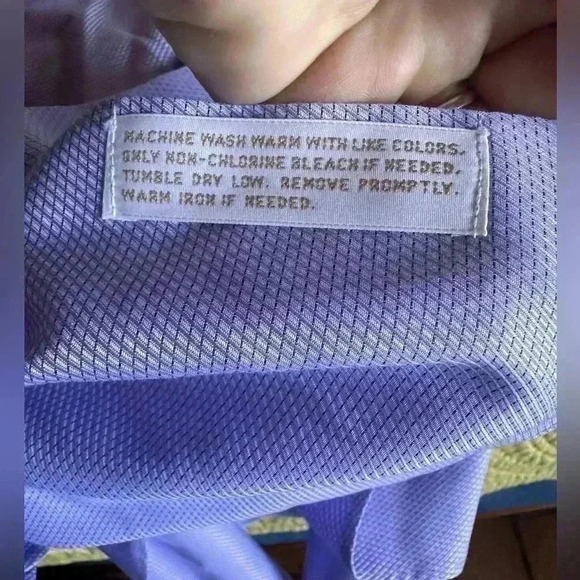 MACHINE WASH WARM WITH LIKE COLORS.
ONLY NON-CHLORINE BLEACH IF NEEDED.
TUMBLE DRY LOW. REMOVE PROMPTLY.
WARM IRON IF NEEDED.